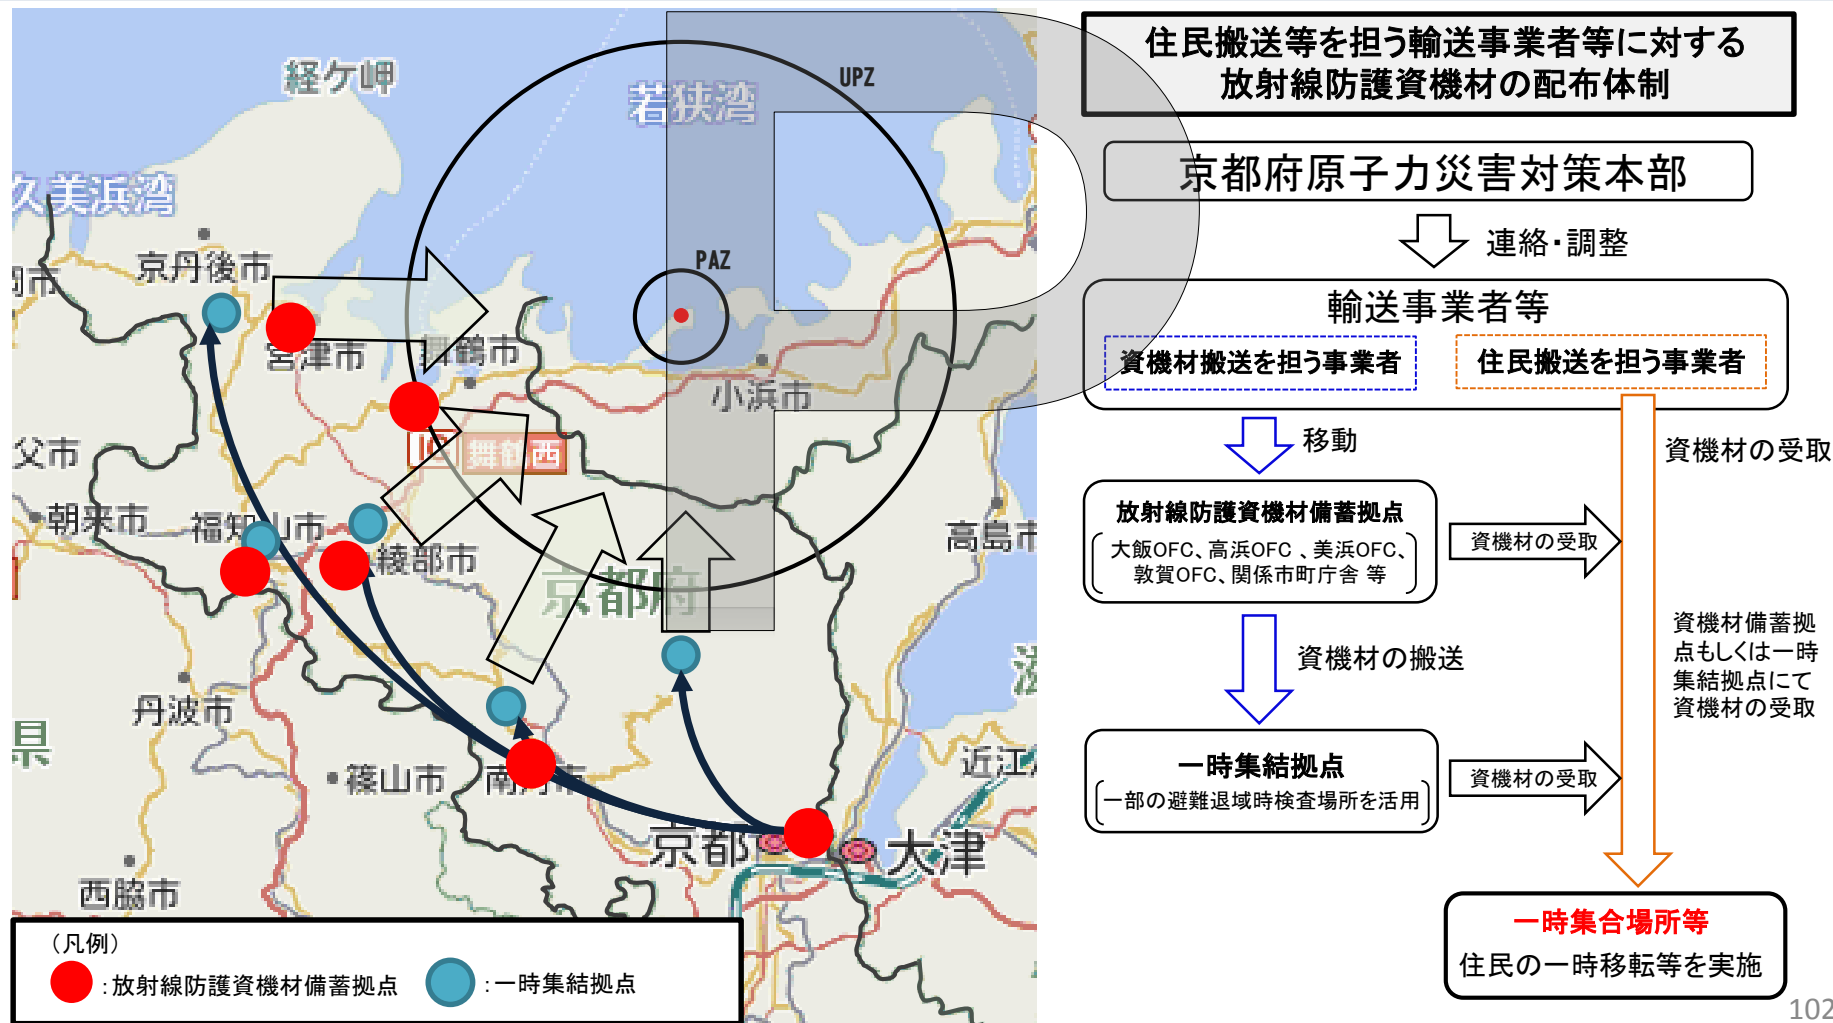 経ケ岬
若狭湾
UPZ
久美浜湾
京丹後市
PAZ
宮津市
舞鶴市
小浜市
舞鶴西
父市
朝来市
福知山市
綾部市
高島市
京都府
丹波市
県
篠山市
南丹市
近江
京都
大津
西脇市
(凡例)
:放射線防護資機材備蓄拠点
:一時集結拠点
住民搬送等を担う輸送事業者等に対する
放射線防護資機材の配布体制
京都府原子力災害対策本部
連絡・調整
輸送事業者等
資機材搬送を担う事業者
住民搬送を担う事業者
移動
資機材の受取
放射線防護資機材備蓄拠点
大飯OFC、高浜OFC 、美浜OFC、
敦賀OFC、関係市町庁舎 等
資機材の受取
資機材の搬送
資機材備蓄拠
点もしくは一時
集結拠点にて
資機材の受取
一時集結拠点
一部の避難退域時検査場所を活用
資機材の受取
一時集合場所等
住民の一時移転等を実施
102